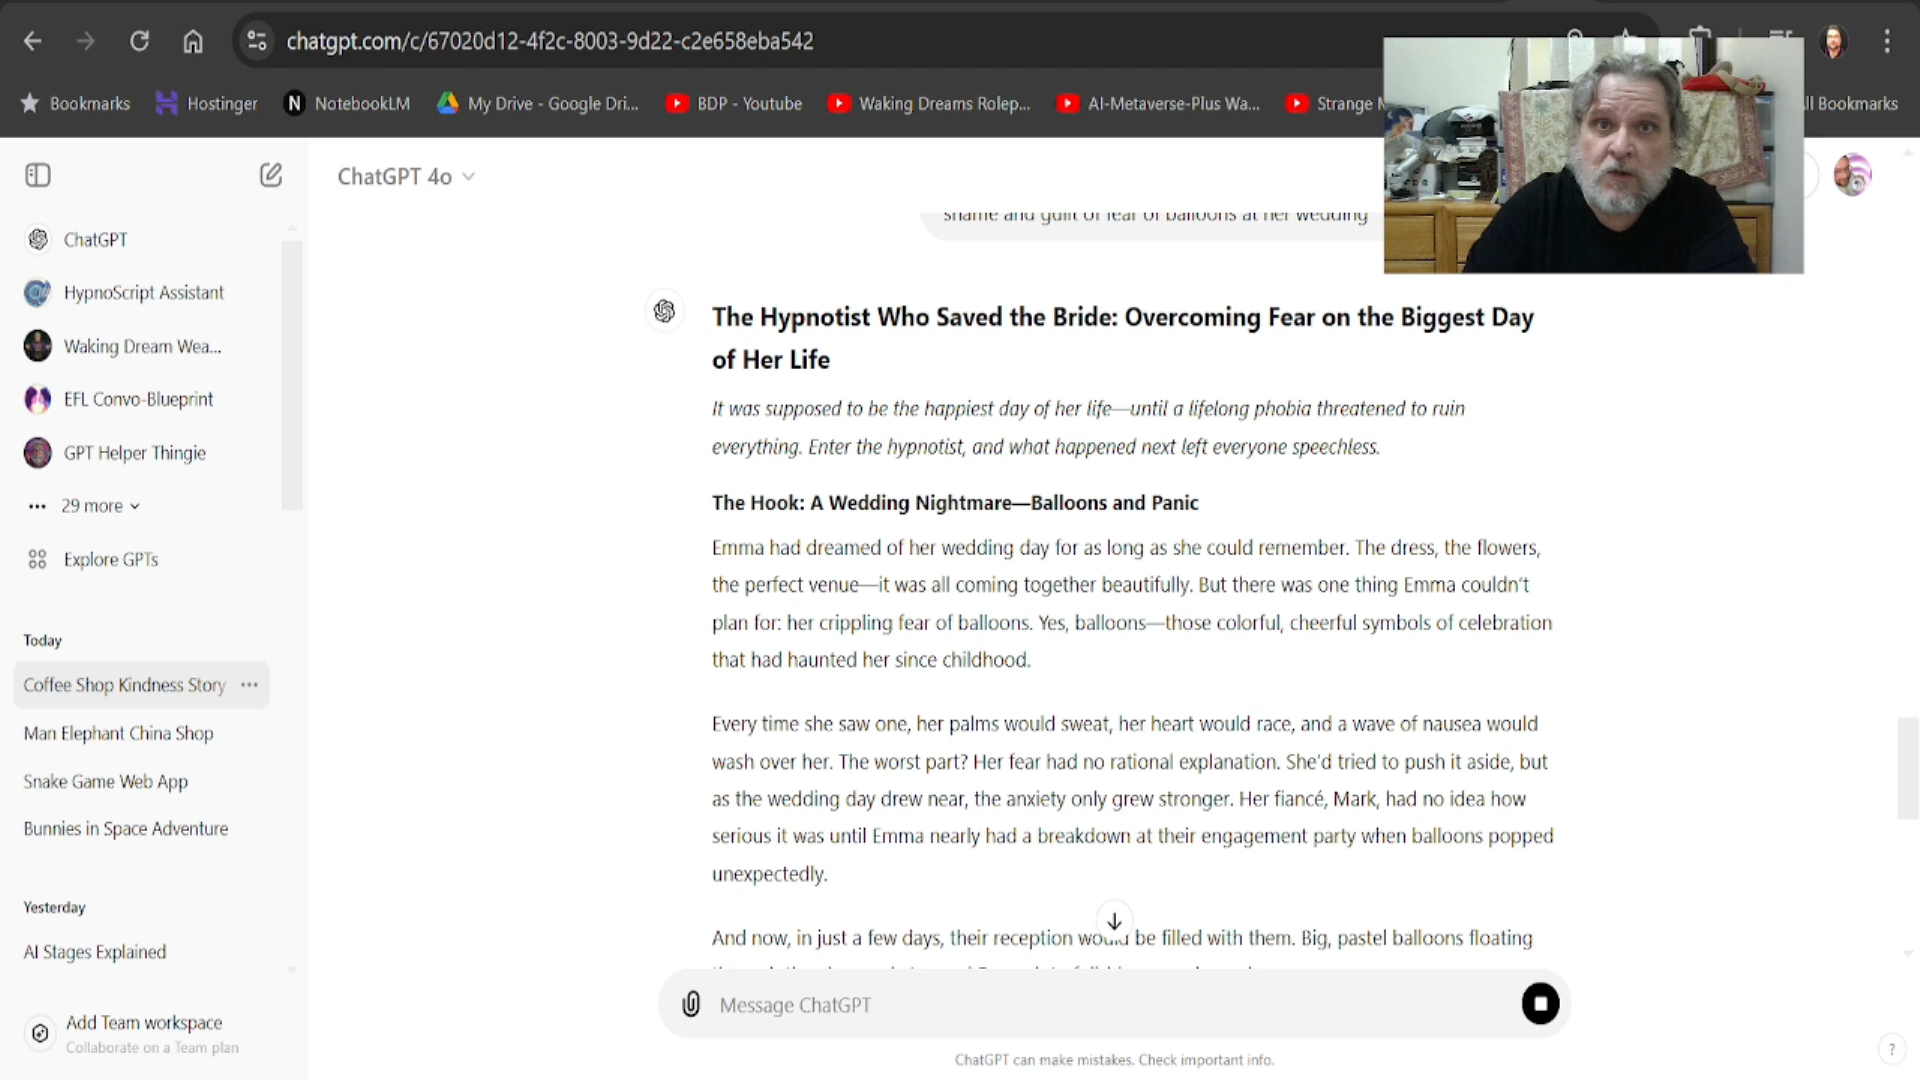 chatgpt.com/c/67020d12-4f2c-8003-9d22-c2e658eba542
Bookmarks
Hostinger
N NotebookLM
My Drive - Google Dri...
BDP - Youtube
Waking Dreams Rolep...
AI-Metaverse-Plus Wa...
Strange
ll Bookmarks
ChatGPT 4o
ChatGPT
HypnoScript Assistant
Waking Dream Wea...
EFL Convo-Blueprint
GPT Helper Thingie
29 more
Explore GPTs
Today
Coffee Shop Kindness Story
Man Elephant China Shop
Snake Game Web App
Bunnies in Space Adventure
Yesterday
AI Stages Explained
Add Team workspace
Collaborate on a Team plan
shame and guilt of fear of balloons at her wedding
The Hypnotist Who Saved the Bride: Overcoming Fear on the Biggest Day
of Her Life
It was supposed to be the happiest day of her life—until a lifelong phobia threatened to ruin
everything. Enter the hypnotist, and what happened next left everyone speechless.
The Hook: A Wedding Nightmare—Balloons and Panic
Emma had dreamed of her wedding day for as long as she could remember. The dress, the flowers,
the perfect venue—it was all coming together beautifully. But there was one thing Emma couldn't
plan for: her crippling fear of balloons. Yes, balloons—those colorful, cheerful symbols of celebration
that had haunted her since childhood.
Every time she saw one, her palms would sweat, her heart would race, and a wave of nausea would
wash over her. The worst part? Her fear had no rational explanation. She'd tried to push it aside, but
as the wedding day drew near, the anxiety only grew stronger. Her fiancé, Mark, had no idea how
serious it was until Emma nearly had a breakdown at their engagement party when balloons popped
unexpectedly.
And now, in just a few days, their reception would be filled with them. Big, pastel balloons floating
Message ChatGPT
ChatGPT can make mistakes. Check important info.
?